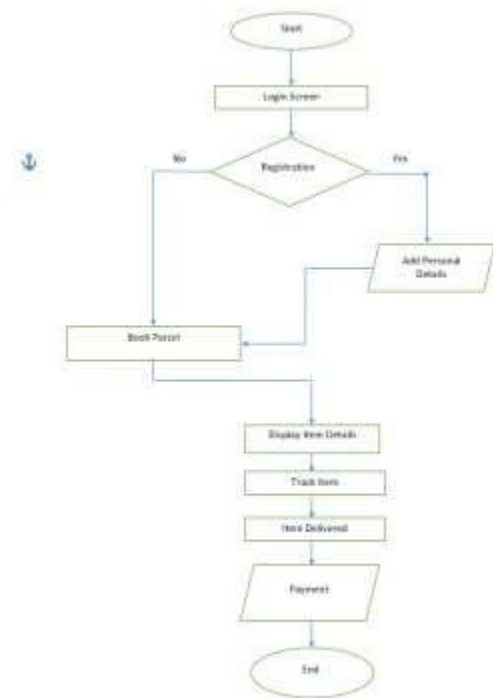 Start
Login Screen
No
Registration
Yes
Add Personal
Details
Book Parcel
Display Item Details
Track Item
Item Delivered
Payment
End